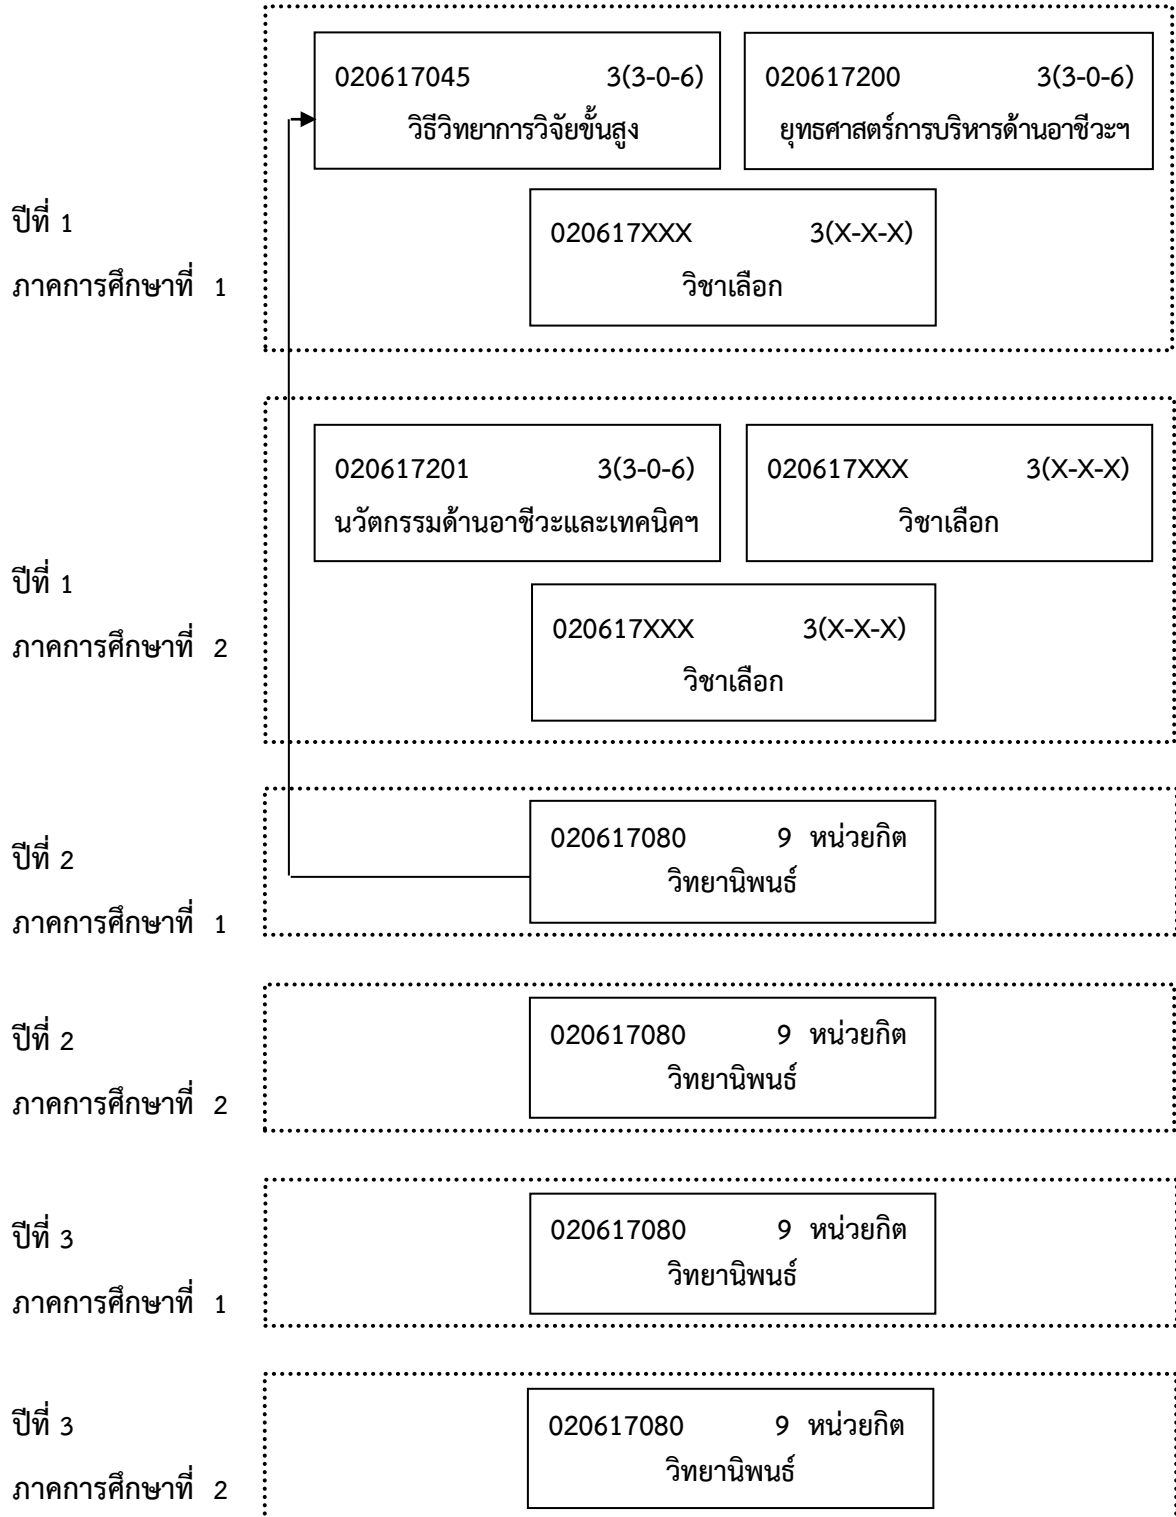 020617045 3(3-0-6)
วิธีวิทยาการวิจัยขั้นสูง
020617200 3(3-0-6)
ยุทธศาสตร์การบริหารด้านอาชีวะฯ
ปีที่ 1
ภาคการศึกษาที่ 1
020617XXX 3(X-X-X)
วิชาเลือก
020617201 3(3-0-6)
นวัตกรรมด้านอาชีวะและเทคนิคฯ
020617XXX 3(X-X-X)
วิชาเลือก
ปีที่ 1
ภาคการศึกษาที่ 2
020617XXX 3(X-X-X)
วิชาเลือก
ปีที่ 2
ภาคการศึกษาที่ 1
020617080 9 หน่วยกิต
วิทยานิพนธ์
ปีที่ 2
ภาคการศึกษาที่ 2
020617080 9 หน่วยกิต
วิทยานิพนธ์
ปีที่ 3
ภาคการศึกษาที่ 1
020617080 9 หน่วยกิต
วิทยานิพนธ์
ปีที่ 3
ภาคการศึกษาที่ 2
020617080 9 หน่วยกิต
วิทยานิพนธ์